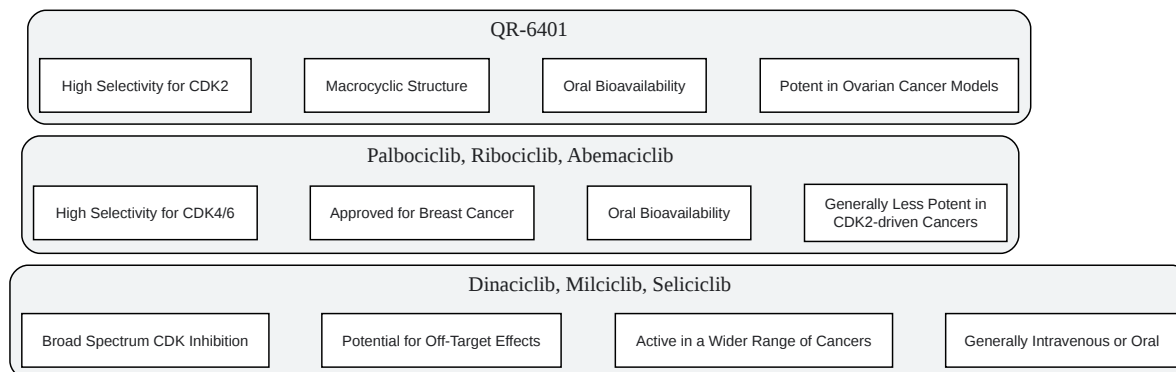 QR-6401
High Selectivity for CDK2
Macrocyclic Structure
Oral Bioavailability
Potent in Ovarian Cancer Models
Palbociclib, Ribociclib, Abemaciclib
High Selectivity for CDK4/6
Approved for Breast Cancer
Oral Bioavailability
Generally Less Potent in
CDK2-driven Cancers
Dinaciclib, Milciclib, Seliciclib
Broad Spectrum CDK Inhibition
Potential for Off-Target Effects
Active in a Wider Range of Cancers
Generally Intravenous or Oral